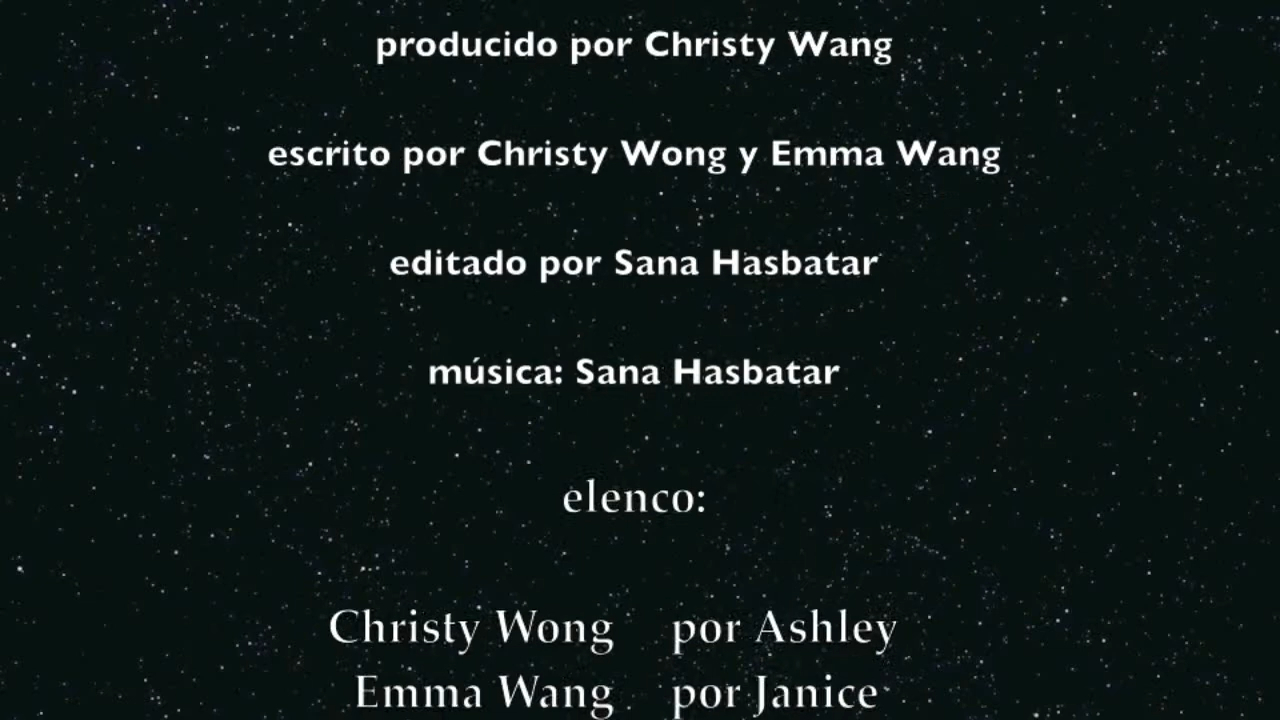 producido por Christy Wang
escrito por Christy Wong y Emma Wang
editado por Sana Hasbatar
música: Sana Hasbatar
elenco:
Christy Wong por Ashley
Emma Wang por Janice